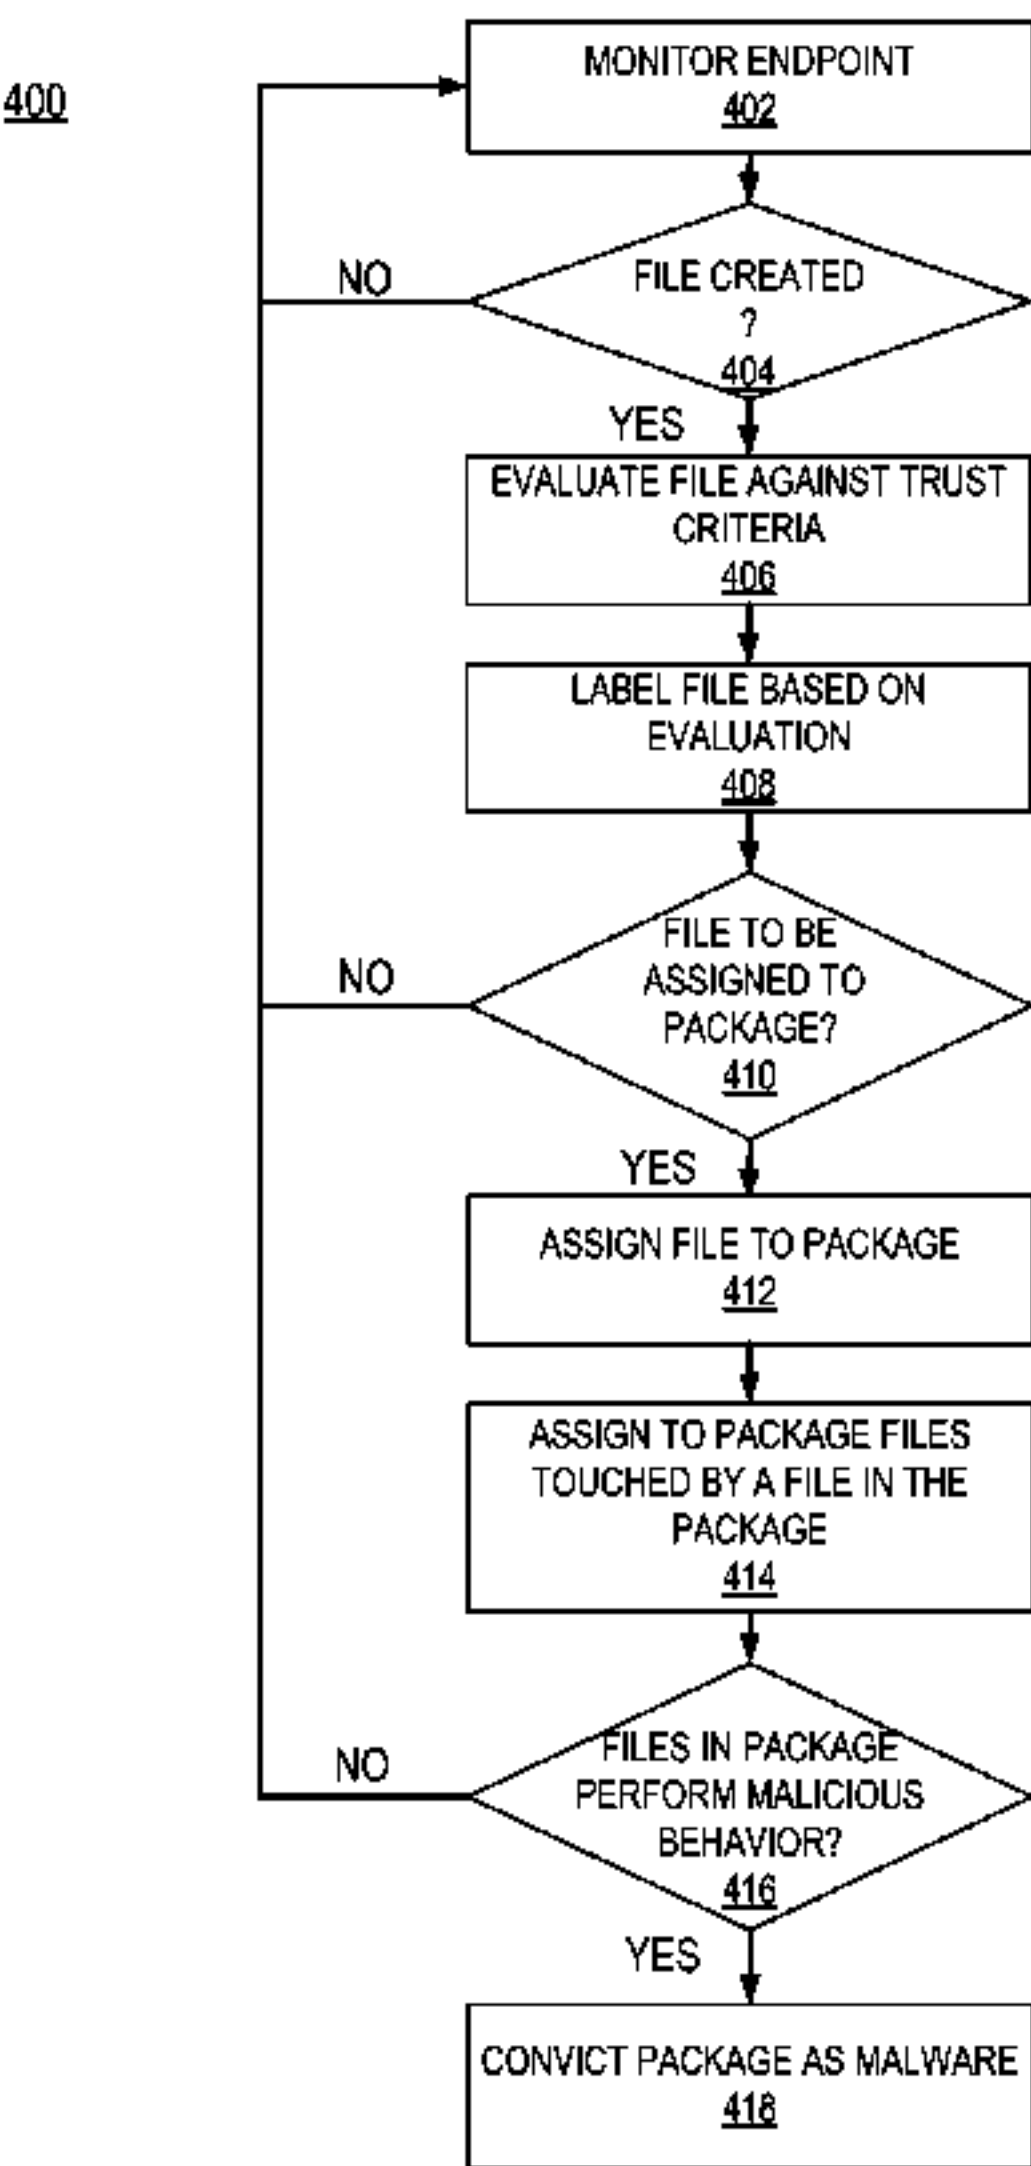 400
MONITOR ENDPOINT
402
NO
FILE CREATED
?
404
YES
EVALUATE FILE AGAINST TRUST
CRITERIA
406
LABEL FILE BASED ON
EVALUATION
408
NO
FILE TO BE
ASSIGNED TO
PACKAGE?
410
YES
ASSIGN FILE TO PACKAGE
412
ASSIGN TO PACKAGE FILES
TOUCHED BY A FILE IN THE
PACKAGE
414
NO
FILES IN PACKAGE
PERFORM MALICIOUS
BEHAVIOR?
416
YES
CONVICT PACKAGE AS MALWARE
418